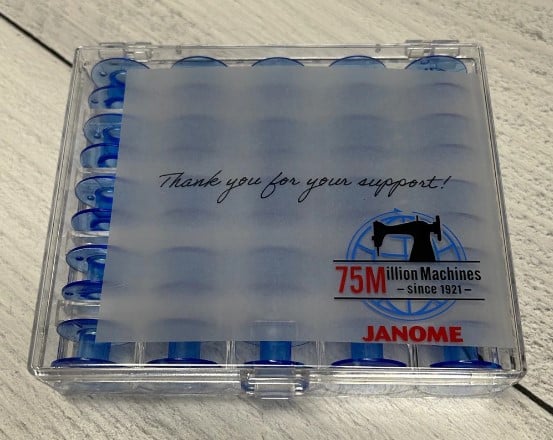 Thank you for your support!
75Million Machines
– since 1921 –
JANOME